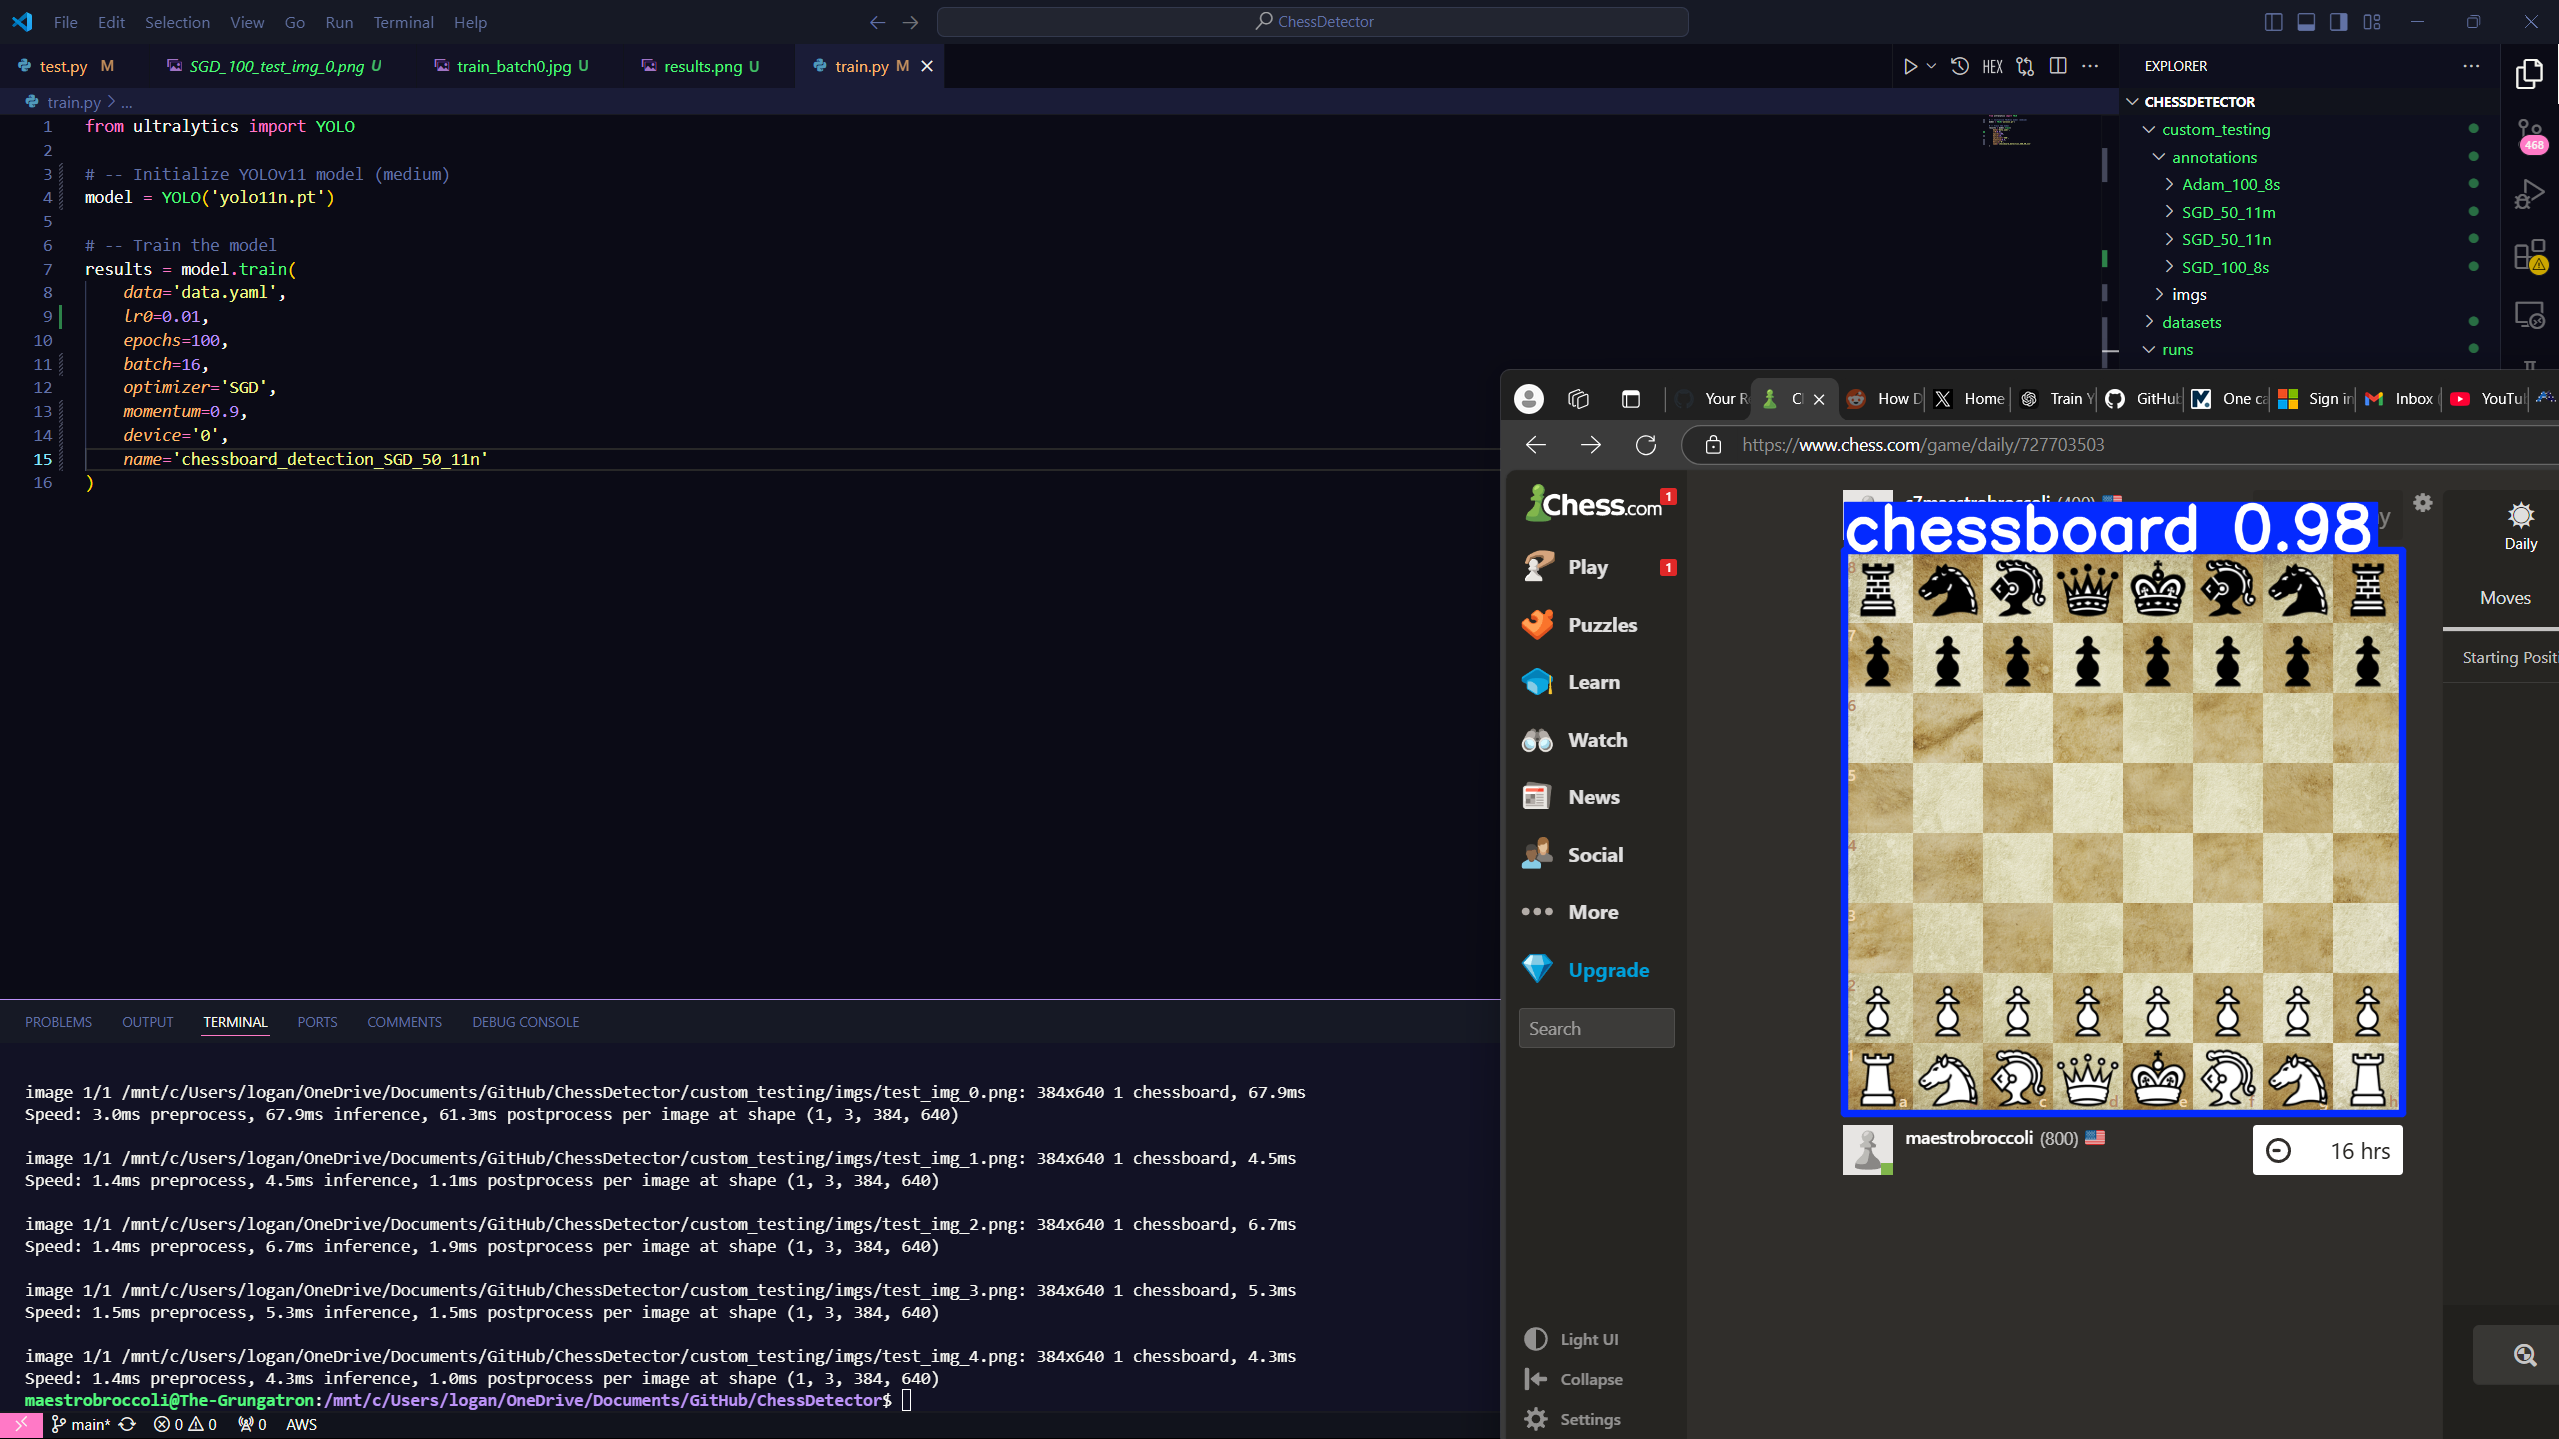 File Edit Selection View Go Run Terminal Help
ChessDetector
test.py M
SGD_100_test_img_0.png U
train_batch0.jpg U
results.png U
train.py M
HEX
train.py > ...
1 from ultralytics import YOLO
2
3 # -- Initialize YOLOv11 model (medium)
4 model = YOLO('yolo11n.pt')
5
6 # -- Train the model
7 results = model.train(
8 data='data.yaml',
9 lr0=0.01,
10 epochs=100,
11 batch=16,
12 optimizer='SGD',
13 momentum=0.9,
14 device='0',
15 name='chessboard_detection_SGD_50_11n'
16 )
EXPLORER
CHESSDETECTOR
custom_testing
annotations
Adam_100_8s
SGD_50_11m
SGD_50_11n
SGD_100_8s
imgs
datasets
runs
468
Your R
C
How D
Home
Train Y
GitHu
One ca
Sign in
Inbox (
YouTu
https://www.chess.com/game/daily/727703503
Chess.com 1
Play 1
Puzzles
Learn
Watch
News
Social
More
Upgrade
Search
Light UI
Collapse
Settings
chessboard 0.98
8
7
6
5
4
3
2
1
a c d e f g h
maestrobroccoli (800)
16 hrs
Daily
Moves
Starting Posit
PROBLEMS OUTPUT TERMINAL PORTS COMMENTS DEBUG CONSOLE
image 1/1 /mnt/c/Users/logan/OneDrive/Documents/GitHub/ChessDetector/custom_testing/imgs/test_img_0.png: 384x640 1 chessboard, 67.9ms
Speed: 3.0ms preprocess, 67.9ms inference, 61.3ms postprocess per image at shape (1, 3, 384, 640)
image 1/1 /mnt/c/Users/logan/OneDrive/Documents/GitHub/ChessDetector/custom_testing/imgs/test_img_1.png: 384x640 1 chessboard, 4.5ms
Speed: 1.4ms preprocess, 4.5ms inference, 1.1ms postprocess per image at shape (1, 3, 384, 640)
image 1/1 /mnt/c/Users/logan/OneDrive/Documents/GitHub/ChessDetector/custom_testing/imgs/test_img_2.png: 384x640 1 chessboard, 6.7ms
Speed: 1.4ms preprocess, 6.7ms inference, 1.9ms postprocess per image at shape (1, 3, 384, 640)
image 1/1 /mnt/c/Users/logan/OneDrive/Documents/GitHub/ChessDetector/custom_testing/imgs/test_img_3.png: 384x640 1 chessboard, 5.3ms
Speed: 1.5ms preprocess, 5.3ms inference, 1.5ms postprocess per image at shape (1, 3, 384, 640)
image 1/1 /mnt/c/Users/logan/OneDrive/Documents/GitHub/ChessDetector/custom_testing/imgs/test_img_4.png: 384x640 1 chessboard, 4.3ms
Speed: 1.4ms preprocess, 4.3ms inference, 1.0ms postprocess per image at shape (1, 3, 384, 640)
maestrobroccoli@The-Grungatron:/mnt/c/Users/logan/OneDrive/Documents/GitHub/ChessDetector$
main* 0 0 0 AWS